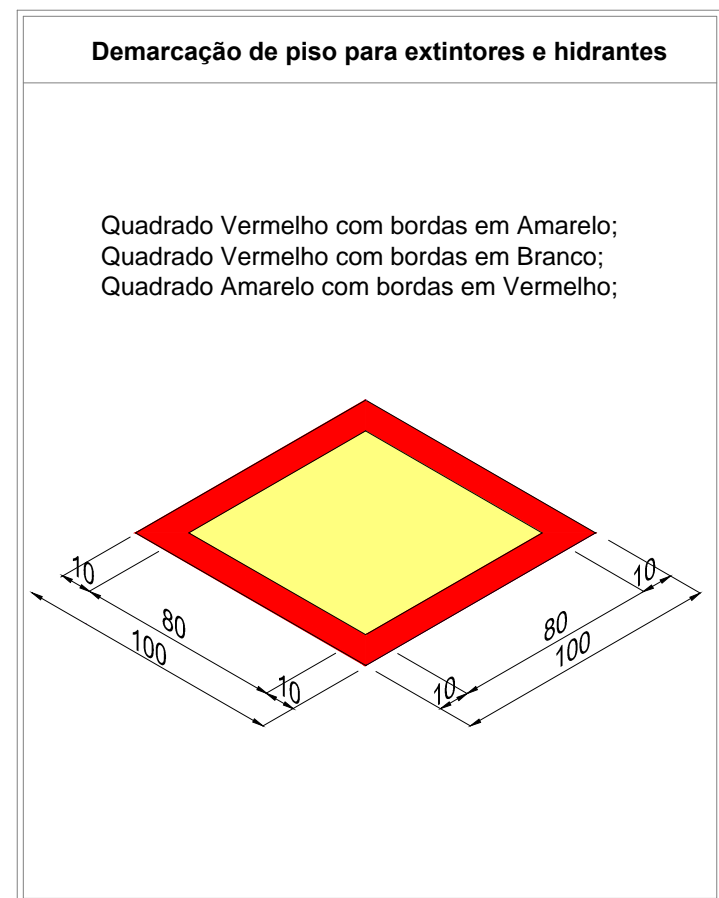 Demarcação de piso para extintores e hidrantes
Quadrado Vermelho com bordas em Amarelo;
Quadrado Vermelho com bordas em Branco;
Quadrado Amarelo com bordas em Vermelho;
10
10
80
80
100
100
10
10